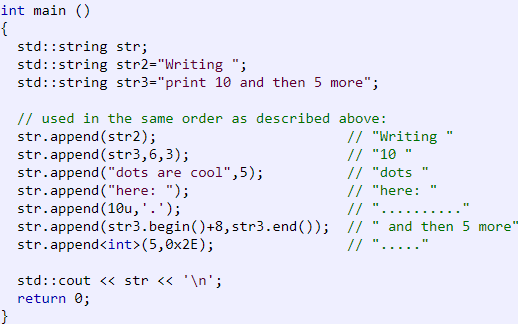 int main ()
{
  std::string str;
  std::string str2="Writing ";
  std::string str3="print 10 and then 5 more";

  // used in the same order as described above:
  str.append(str2);                       // "Writing "
  str.append(str3,6,3);                   // "10 "
  str.append("dots are cool",5);          // "dots "
  str.append("here: ");                   // "here: "
  str.append(10u,'.');                    // ".........."
  str.append(str3.begin()+8,str3.end());  // " and then 5 more"
  str.append<int>(5,0x2E);                // "....."

  std::cout << str << '\n';
  return 0;
}